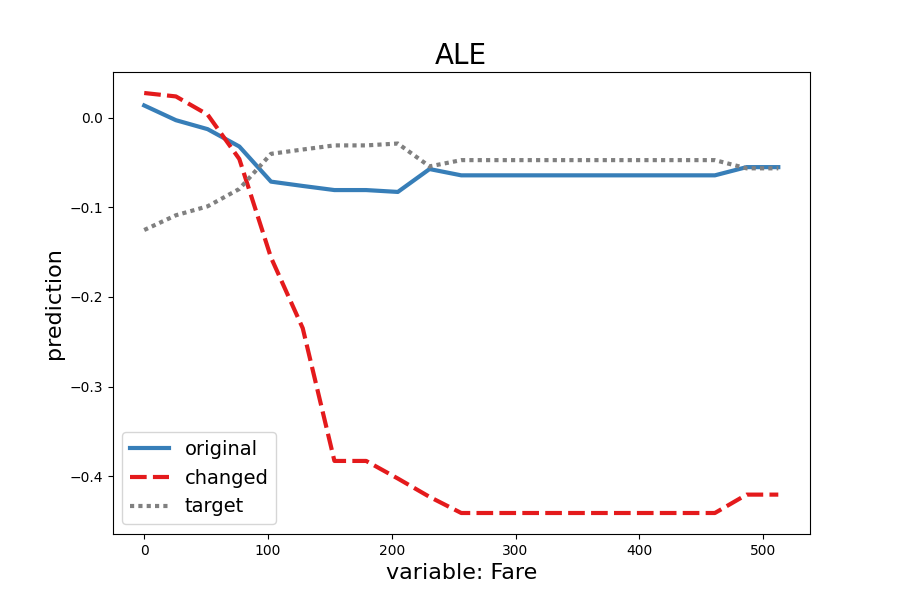 ALE
prediction
0.0
−0.1
−0.2
−0.3
−0.4
original
changed
target
0
100
200
300
400
500
variable: Fare